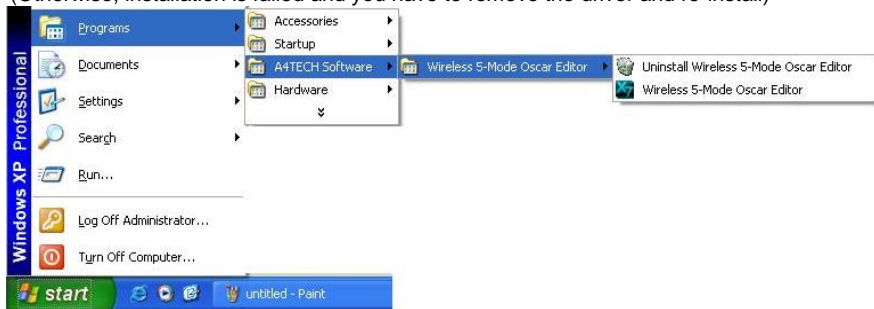 (Otherwise, installation is failed and you have to remove the driver and re-install)
Windows XP Professional
Programs
Documents
Settings
Search
Run...
Log Off Administrator...
Turn Off Computer...
Accessories
Startup
A4TECH Software
Hardware
Wireless 5-Mode Oscar Editor
Uninstall Wireless 5-Mode Oscar Editor
X7 Wireless 5-Mode Oscar Editor
start
untitled - Paint